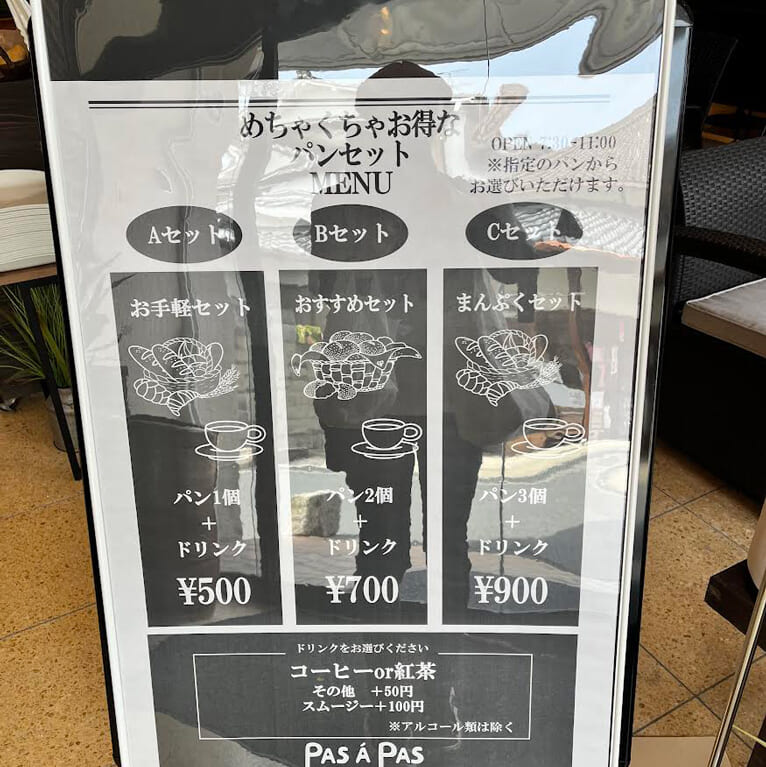 めちゃくちゃお得な
パンセット
MENU
OPEN 7:30-11:00
※指定のパンから
お選びいただけます。
Aセット
お手軽セット
パン1個
+
ドリンク
¥500
Bセット
おすすめセット
パン2個
+
ドリンク
¥700
Cセット
まんぷくセット
パン3個
+
ドリンク
¥900
ドリンクをお選びください
コーヒーor紅茶
その他 +50円
スムージー+100円
※アルコール類は除く
PAS Á PAS